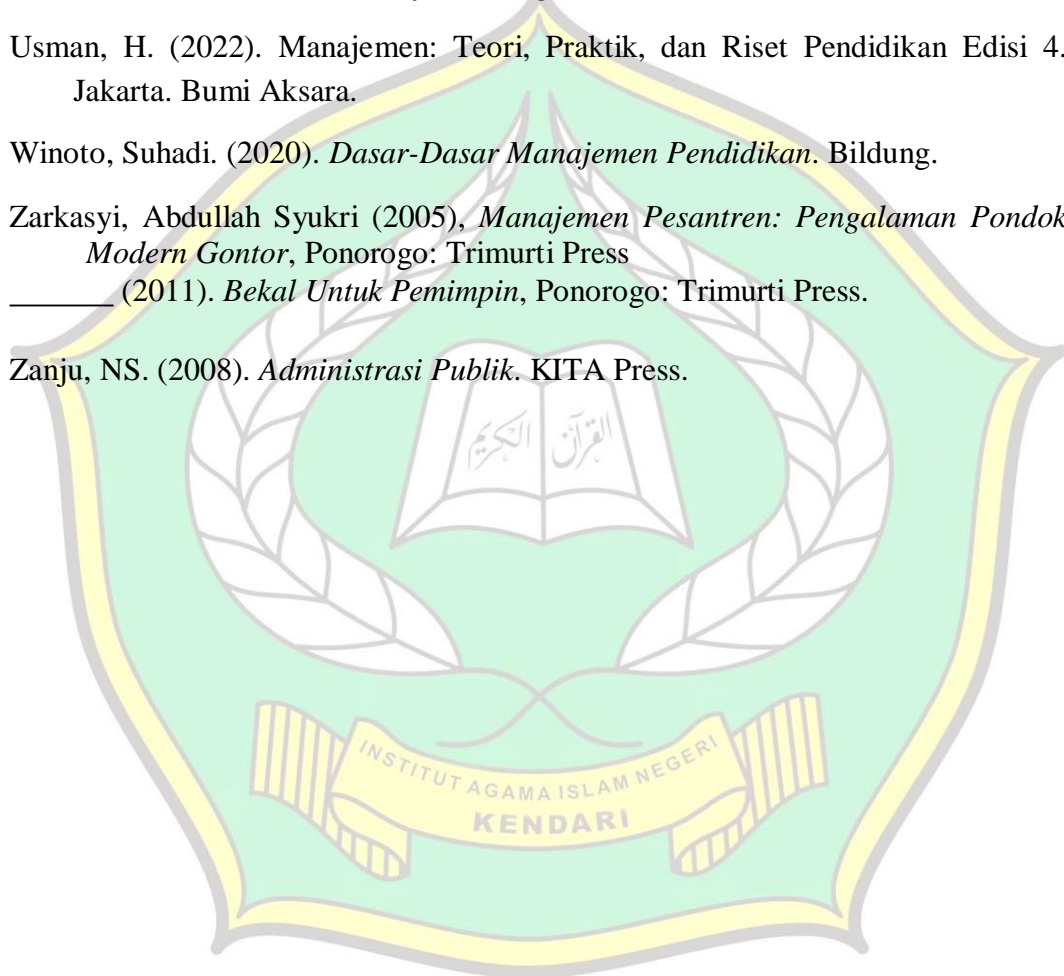 Usman, H. (2022). Manajemen: Teori, Praktik, dan Riset Pendidikan Edisi 4.
Jakarta. Bumi Aksara.
Winoto, Suhadi. (2020). Dasar-Dasar Manajemen Pendidikan. Bildung.
Zarkasyi, Abdullah Syukri (2005), Manajemen Pesantren: Pengalaman Pondok
Modern Gontor, Ponorogo: Trimurti Press
_______ (2011). Bekal Untuk Pemimpin, Ponorogo: Trimurti Press.
Zanju, NS. (2008). Administrasi Publik. KITA Press.
القرآن الكريم
INSTITUT AGAMA ISLAM NEGERI
KENDARI